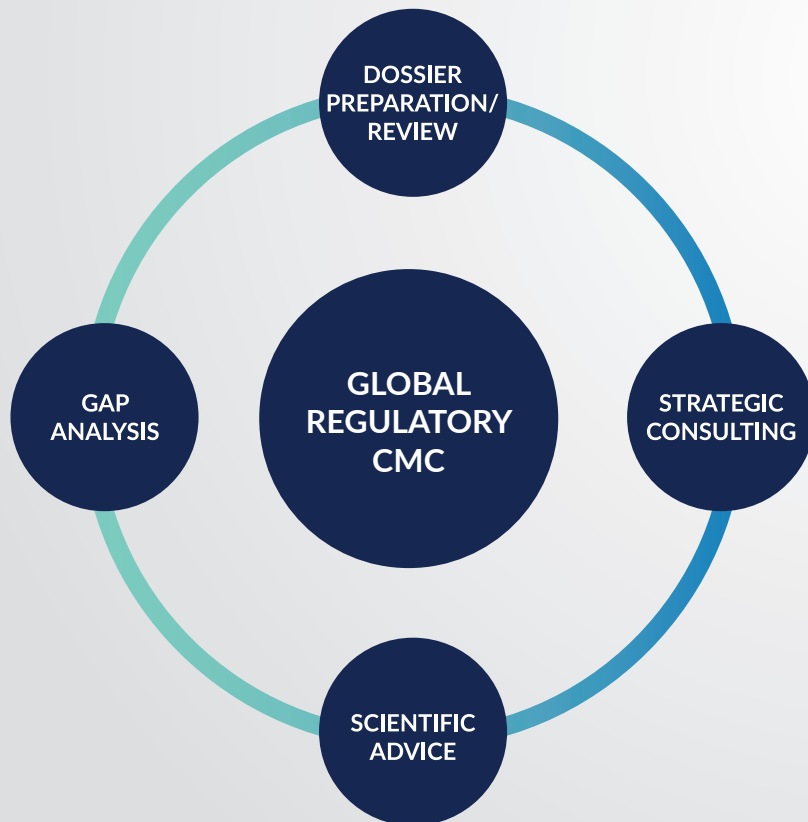 DOSSIER
PREPARATION/
REVIEW
GAP
ANALYSIS
GLOBAL
REGULATORY
CMC
STRATEGIC
CONSULTING
SCIENTIFIC
ADVICE